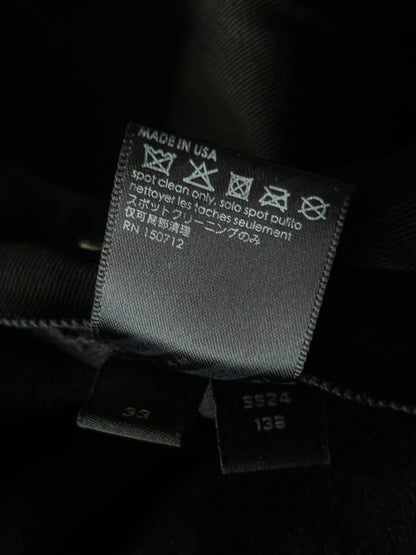 MADE IN USA
spot clean only, solo spot pulito
nettoyer les taches seulement
スポットクリーニングのみ
仅可局部清理
RN 150712
33
SS24
138